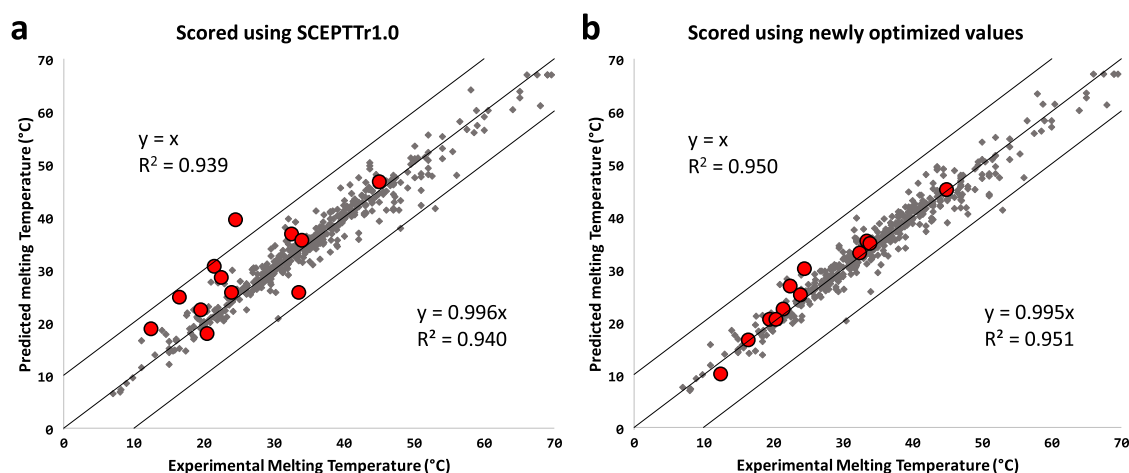 a
Scored using SCEPTTr1.0
70
60
50
40
30
20
10
0
Predicted Melting Temperature (°C)
y = x
R² = 0.939
y = 0.996x
R² = 0.940
0 10 20 30 40 50 60 70
Experimental Melting Temperature (°C)
b
Scored using newly optimized values
70
60
50
40
30
20
10
0
Predicted melting Temperature (°C)
y = x
R² = 0.950
y = 0.995x
R² = 0.951
0 10 20 30 40 50 60 70
Experimental Melting Temperature (°C)